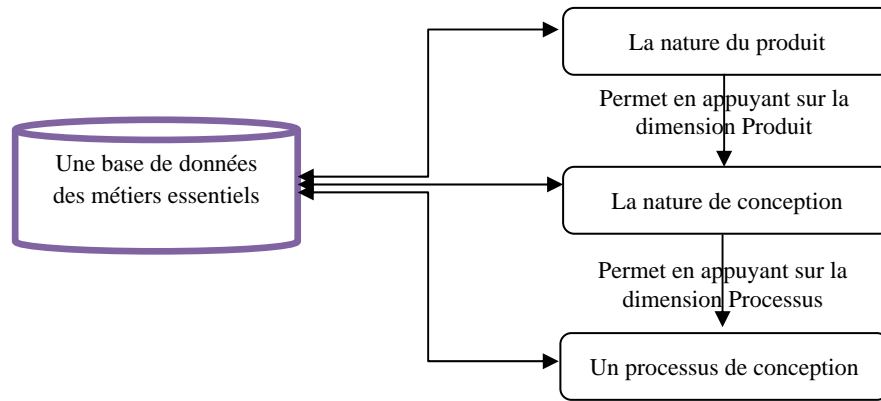 La nature du produit
Permet en appuyant sur la
dimension Produit
Une base de données
des métiers essentiels
La nature de conception
Permet en appuyant sur la
dimension Processus
Un processus de conception